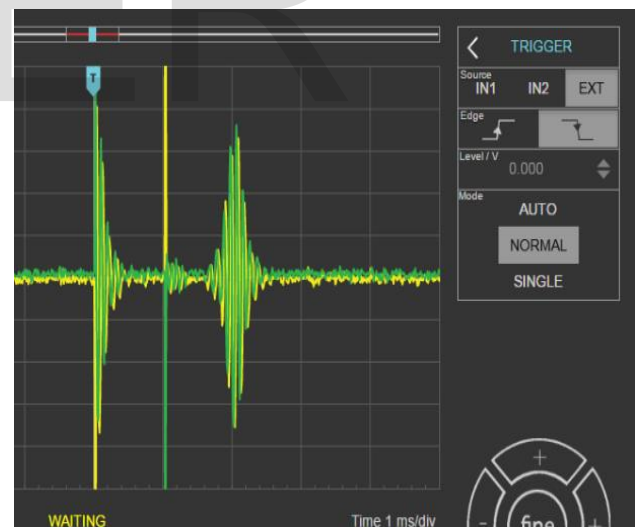 TRIGGER
Source
IN1 IN2 EXT
T
Edge
Level / V
0.000
Mode
AUTO
NORMAL
SINGLE
WAITING
Time 1 ms/div
fine